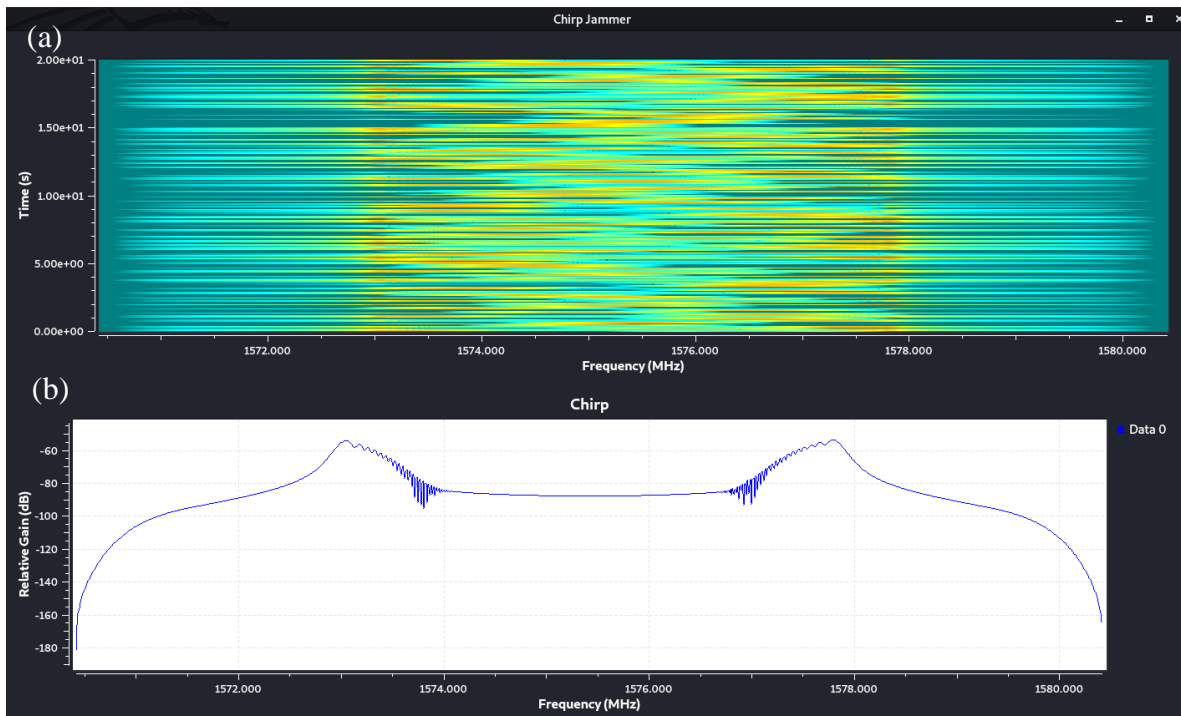 Chirp Jammer
(a)
2.00e+01
1.50e+01
1.00e+01
5.00e+00
0.00e+00
Time (s)
1572.000 1574.000 1576.000 1578.000 1580.000
Frequency (MHz)
(b)
Chirp
Data 0
-60
-80
-100
-120
-140
-160
-180
Relative Gain (dB)
1572.000 1574.000 1576.000 1578.000 1580.000
Frequency (MHz)